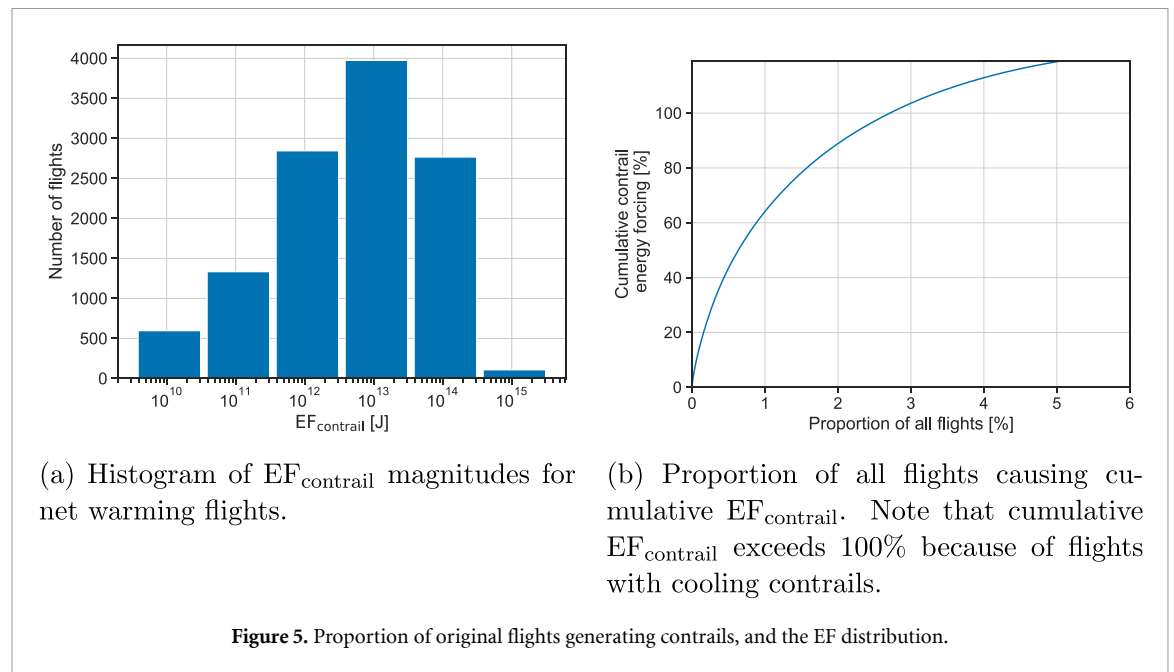 4000
3500
3000
2500
2000
1500
1000
500
0
Number of flights
10^10 10^11 10^12 10^13 10^14 10^15
EF_contrail [J]
100
80
60
40
20
0
Cumulative contrail
energy forcing [%]
0 1 2 3 4 5 6
Proportion of all flights [%]
(a) Histogram of EF_contrail magnitudes for
net warming flights.
(b) Proportion of all flights causing cu-
mulative EF_contrail. Note that cumulative
EF_contrail exceeds 100% because of flights
with cooling contrails.
Figure 5. Proportion of original flights generating contrails, and the EF distribution.